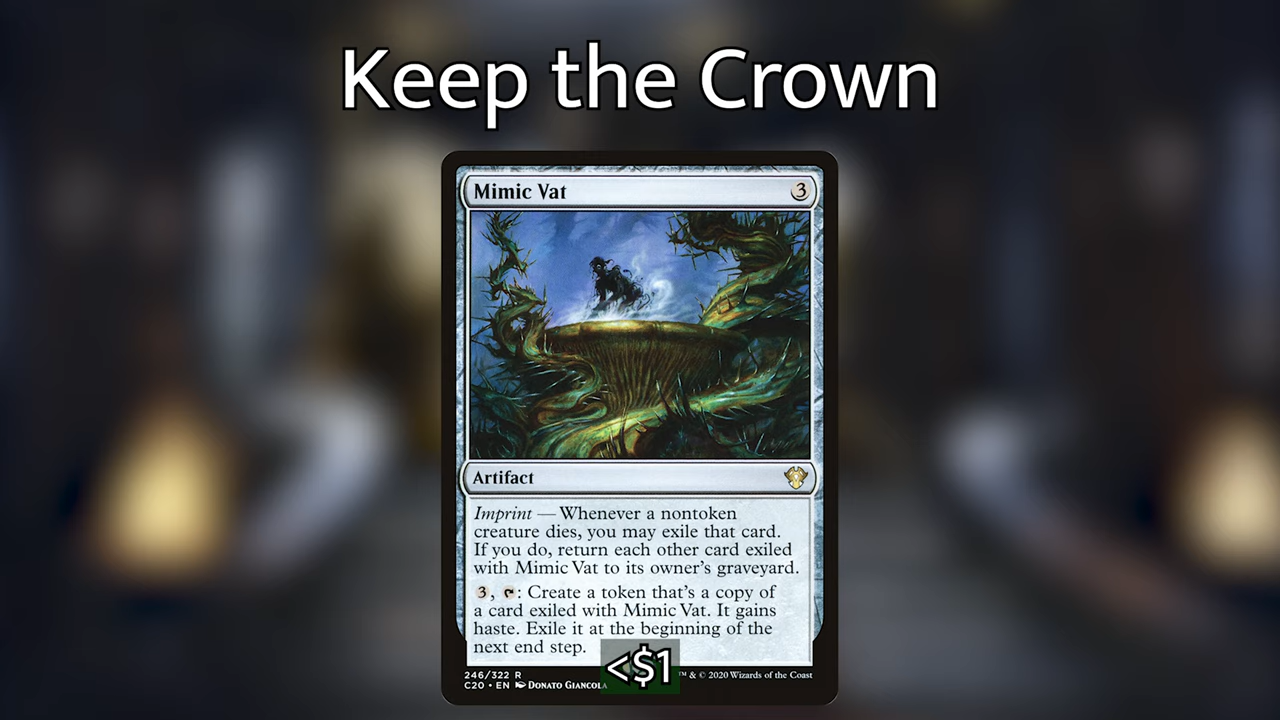 Keep the Crown
Mimic Vat 3
Artifact
Imprint — Whenever a nontoken
creature dies, you may exile that card.
If you do, return each other card exiled
with Mimic Vat to its owner's graveyard.
3, : Create a token that's a copy of
a card exiled with Mimic Vat. It gains
haste. Exile it at the beginning of the
next end step.
<$1
246/322 R
C20 • EN Donato Giancola ™ & © 2020 Wizards of the Coast